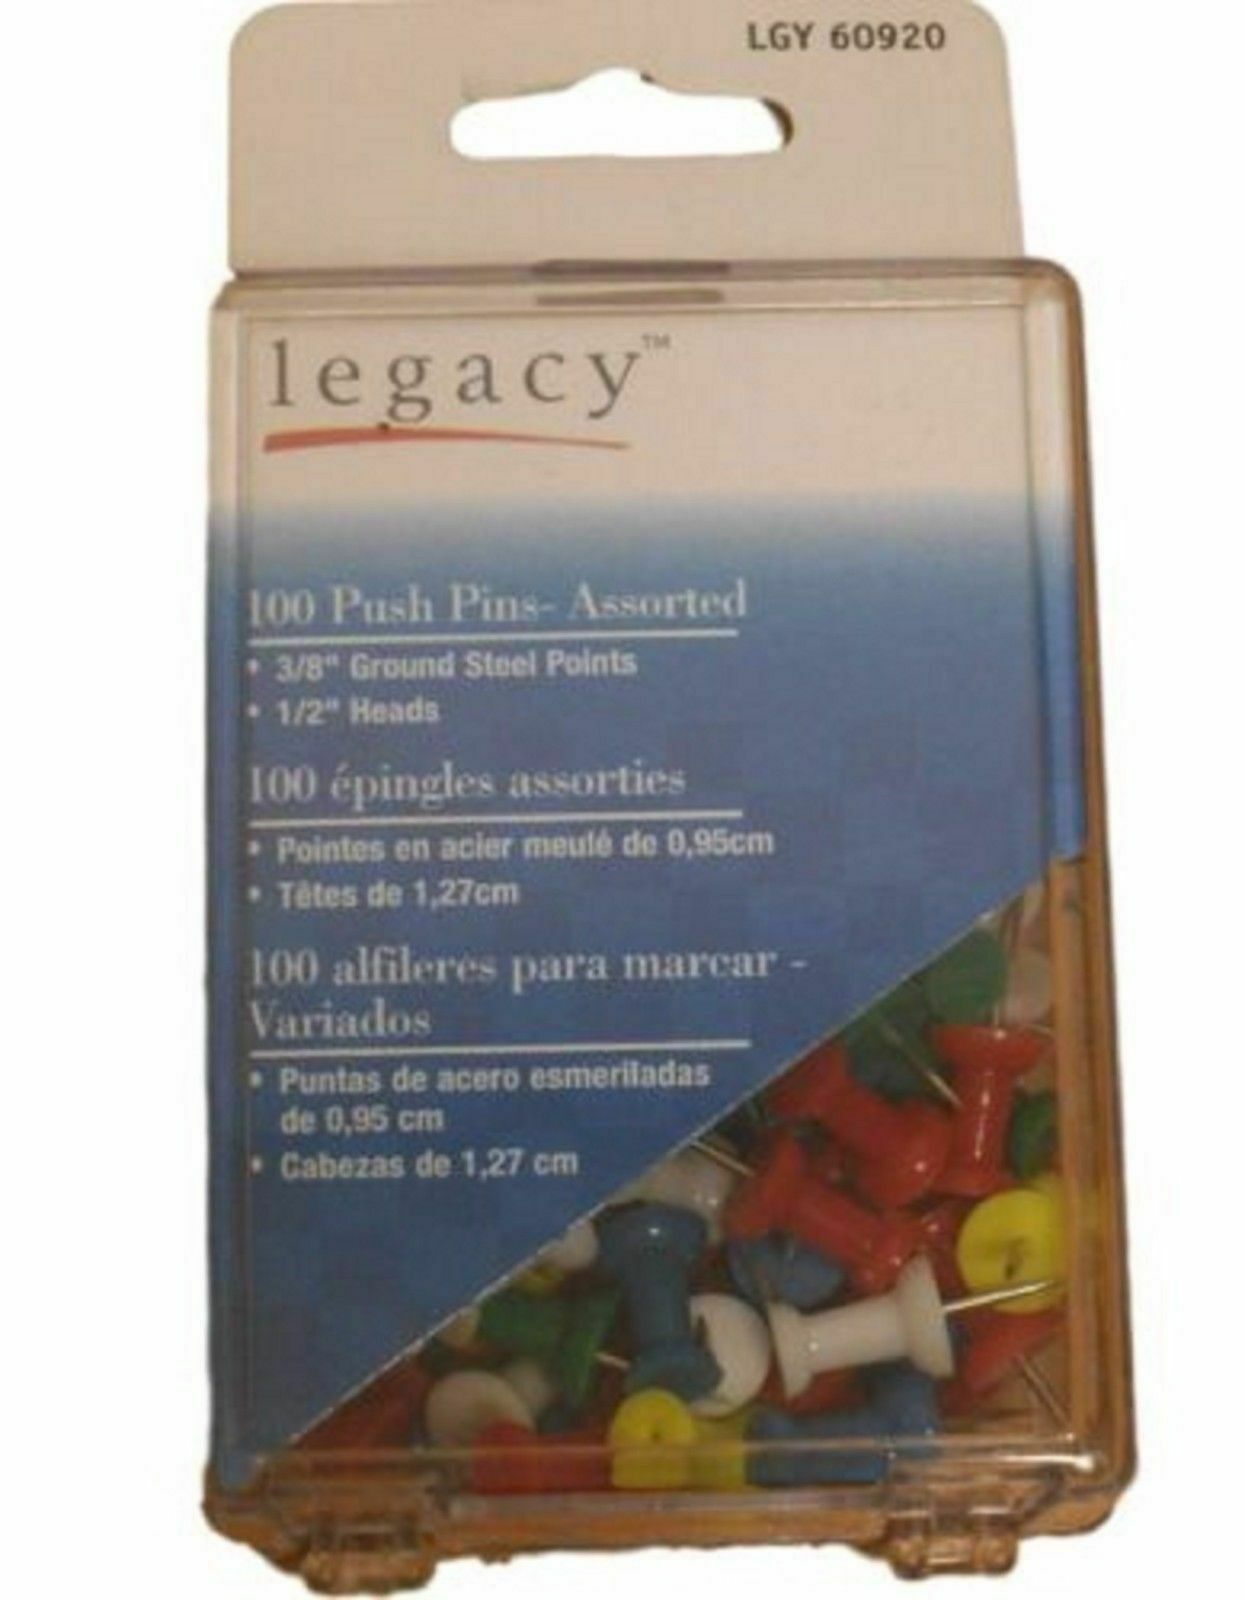 LGY 60920
legacy™
100 Push Pins- Assorted
• 3/8" Ground Steel Points
• 1/2" Heads
100 épingles assorties
• Pointes en acier meulé de 0,95cm
• Têtes de 1,27cm
100 alfileres para marcar -
Variados
• Puntas de acero esmeriladas
de 0,95 cm
• Cabezas de 1,27 cm